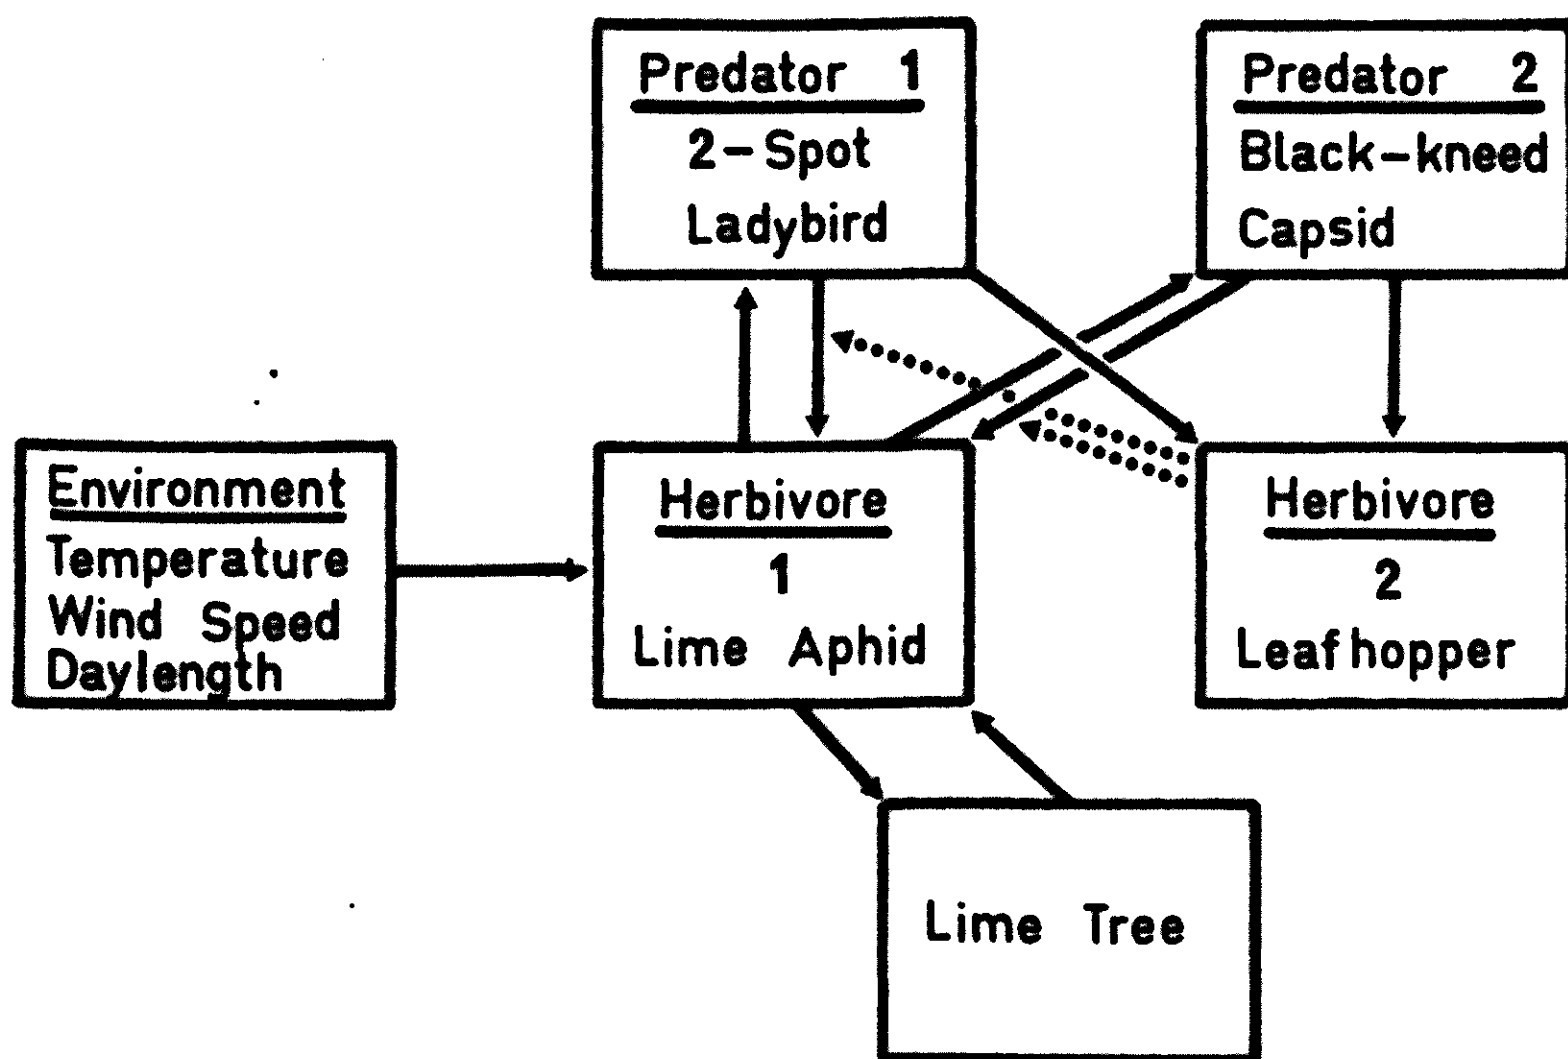 Predator 1
2-Spot
Ladybird
Predator 2
Black-kneed
Capsid
Environment
Temperature
Wind Speed
Daylength
Herbivore
1
Lime Aphid
Herbivore
2
Leafhopper
Lime Tree